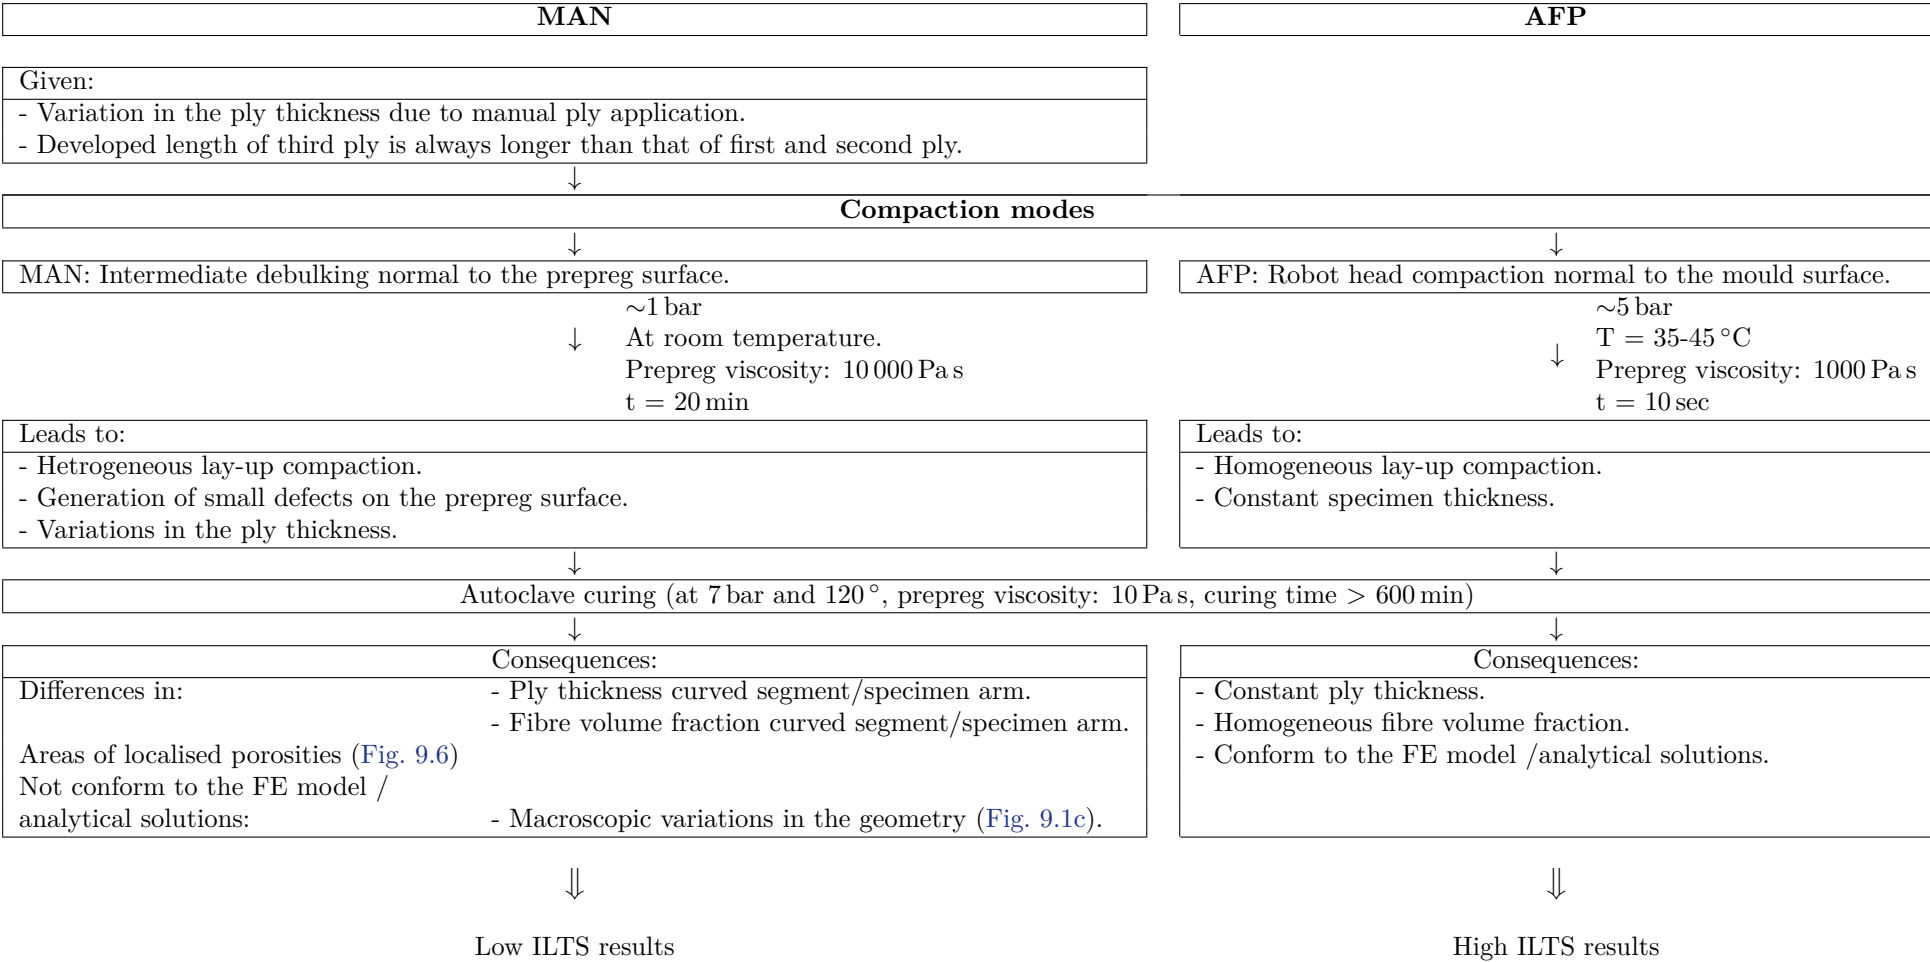 MAN
AFP
Given:
- Variation in the ply thickness due to manual ply application.
- Developed length of third ply is always longer than that of first and second ply.
↓
Compaction modes
↓ ↓
MAN: Intermediate debulking normal to the prepreg surface.
AFP: Robot head compaction normal to the mould surface.
∼1 bar
↓ At room temperature.
Prepreg viscosity: 10 000 Pa s
t = 20 min
∼5 bar
T = 35-45 °C
↓ Prepreg viscosity: 1000 Pa s
t = 10 sec
Leads to:
- Hetrogeneous lay-up compaction.
- Generation of small defects on the prepreg surface.
- Variations in the ply thickness.
Leads to:
- Homogeneous lay-up compaction.
- Constant specimen thickness.
↓ ↓
Autoclave curing (at 7 bar and 120 °, prepreg viscosity: 10 Pa s, curing time > 600 min)
↓ ↓
Consequences:
Differences in: - Ply thickness curved segment/specimen arm.
- Fibre volume fraction curved segment/specimen arm.
Areas of localised porosities (Fig. 9.6)
Not conform to the FE model /
analytical solutions: - Macroscopic variations in the geometry (Fig. 9.1c).
Consequences:
- Constant ply thickness.
- Homogeneous fibre volume fraction.
- Conform to the FE model /analytical solutions.
⇓ ⇓
Low ILTS results
High ILTS results